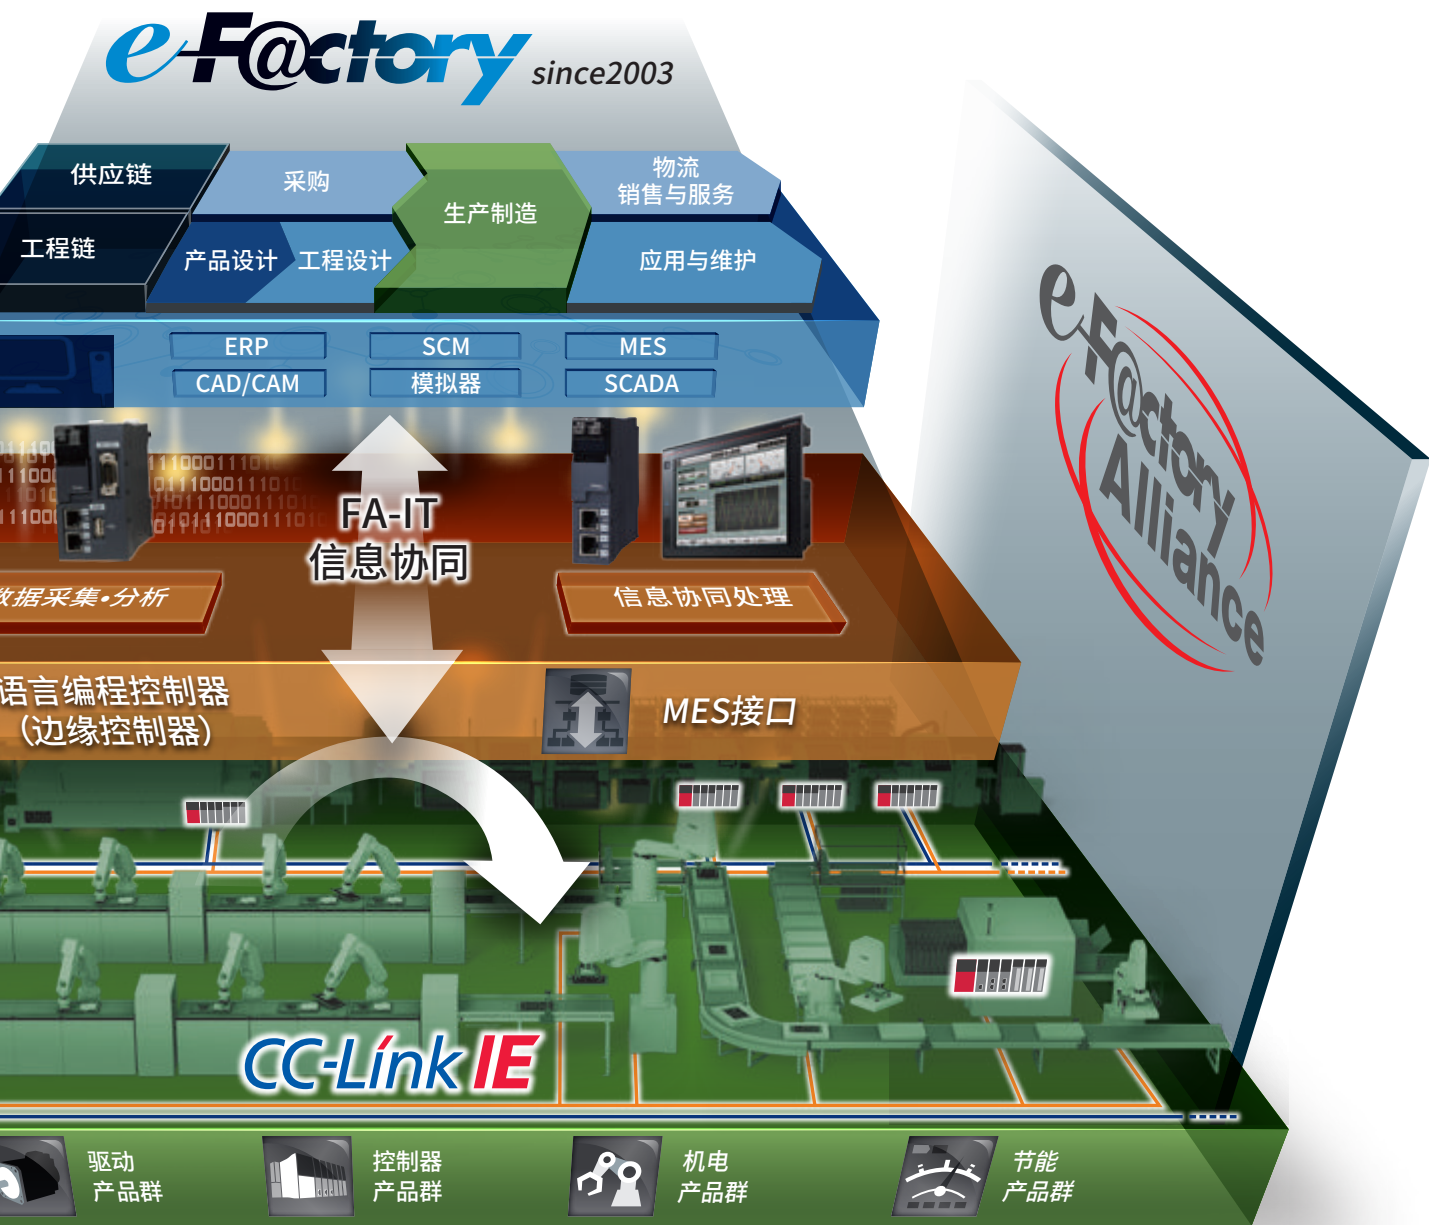 e-F@ctory since2003
供应链
采购
生产制造
物流
销售与服务
工程链
产品设计
工程设计
应用与维护
ERP
SCM
MES
CAD/CAM
模拟器
SCADA
e-F@ctory
Alliance
FA-IT
信息协同
据采集•分析
信息协同处理
语言编程控制器
（边缘控制器）
MES接口
CC-Link IE
驱动
产品群
控制器
产品群
机电
产品群
节能
产品群